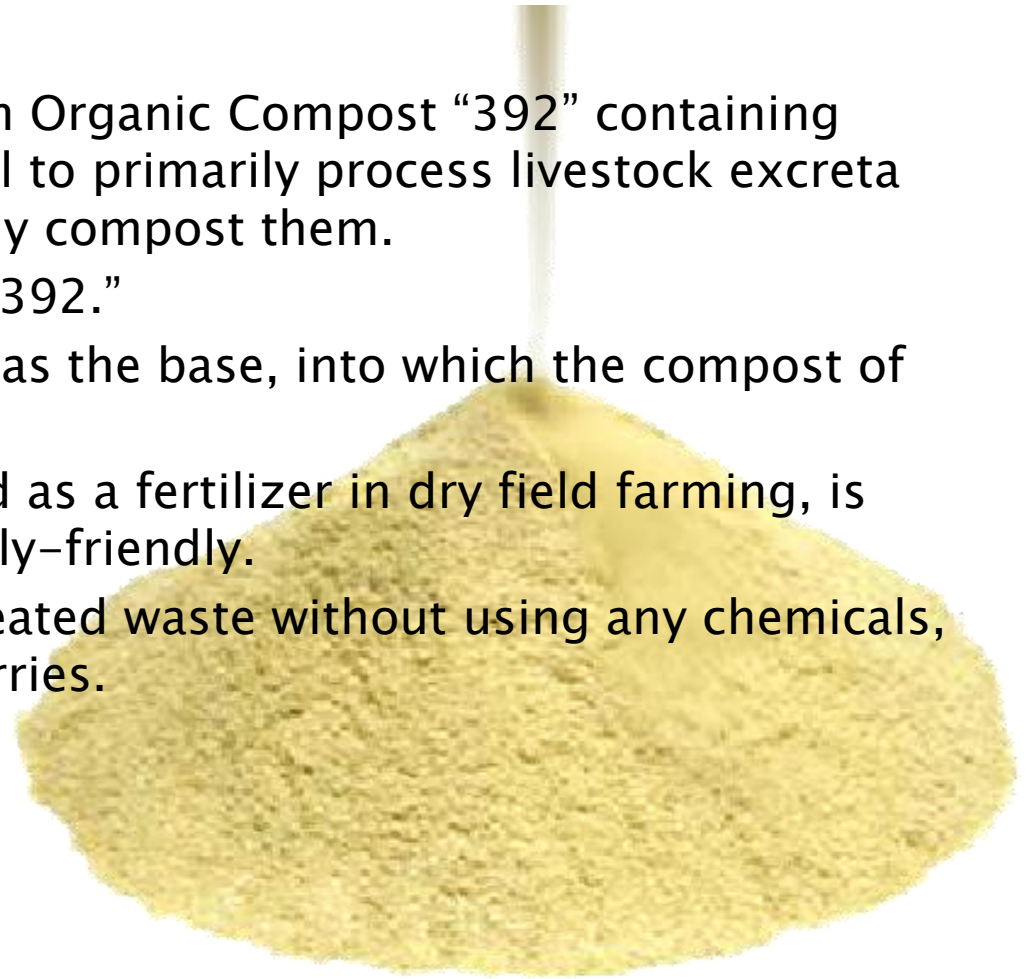 n Organic Compost “392” containing
l to primarily process livestock excreta
y compost them.
392.”
as the base, into which the compost of
d as a fertilizer in dry field farming, is
ly-friendly.
eated waste without using any chemicals,
rries.